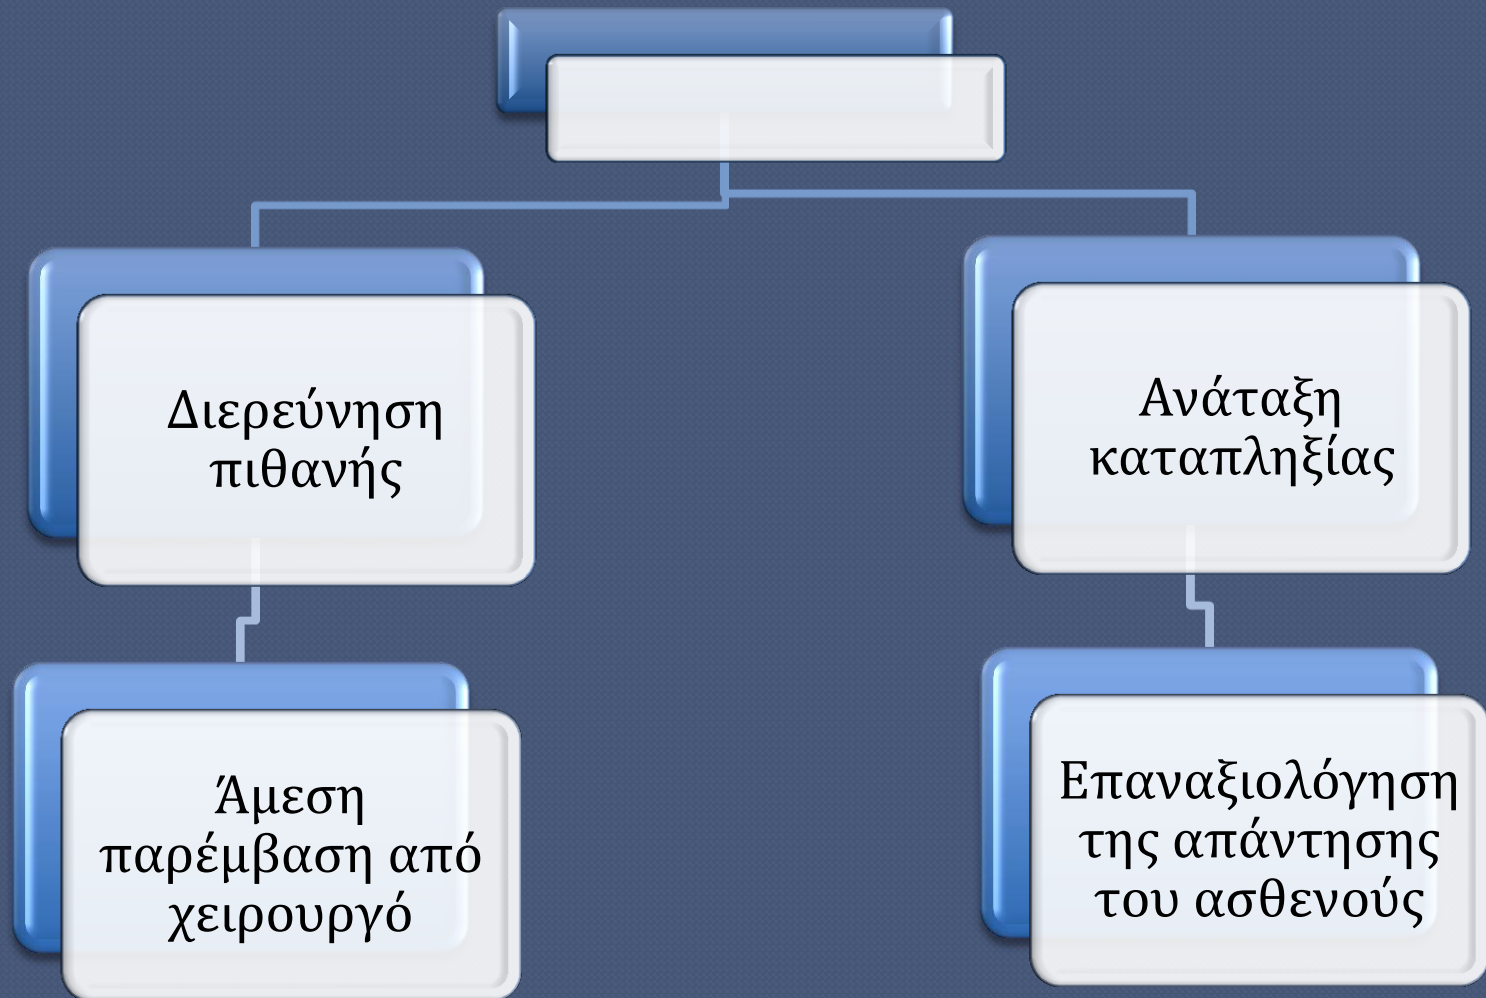 Διερεύνηση
πιθανής
Ανάταξη
καταπληξίας
Άμεση
παρέμβαση από
χειρουργό
Επαναξιολόγηση
της απάντησης
του ασθενούς